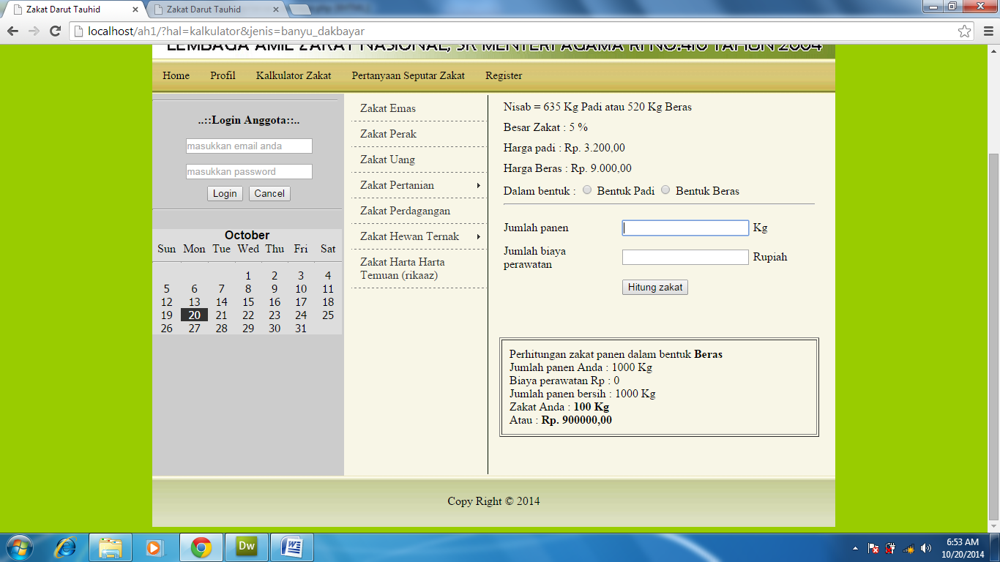 Zakat Darut Tauhid
Zakat Darut Tauhid
localhost/ah1/?hal=kalkulator&jenis=banyu_dakbayar
LEMBAGA AMIL ZAKAT NASIONAL, SK MENTERI AGAMA RI NO.410 TAHUN 2004
Home Profil Kalkulator Zakat Pertanyaan Seputar Zakat Register
..::Login Anggota::..
masukkan email anda
masukkan password
Login Cancel
October
Sun Mon Tue Wed Thu Fri Sat
1 2 3 4
5 6 7 8 9 10 11
12 13 14 15 16 17 18
19 20 21 22 23 24 25
26 27 28 29 30 31
Zakat Emas
Zakat Perak
Zakat Uang
Zakat Pertanian
Zakat Perdagangan
Zakat Hewan Ternak
Zakat Harta Harta
Temuan (rikaaz)
Nisab = 635 Kg Padi atau 520 Kg Beras
Besar Zakat : 5 %
Harga padi : Rp. 3.200,00
Harga Beras : Rp. 9.000,00
Dalam bentuk : Bentuk Padi Bentuk Beras
Jumlah panen Kg
Jumlah biaya
perawatan Rupiah
Hitung zakat
Perhitungan zakat panen dalam bentuk Beras
Jumlah panen Anda : 1000 Kg
Biaya perawatan Rp : 0
Jumlah panen bersih : 1000 Kg
Zakat Anda : 100 Kg
Atau : Rp. 900000,00
Copy Right © 2014
Dw
6:53 AM
10/20/2014